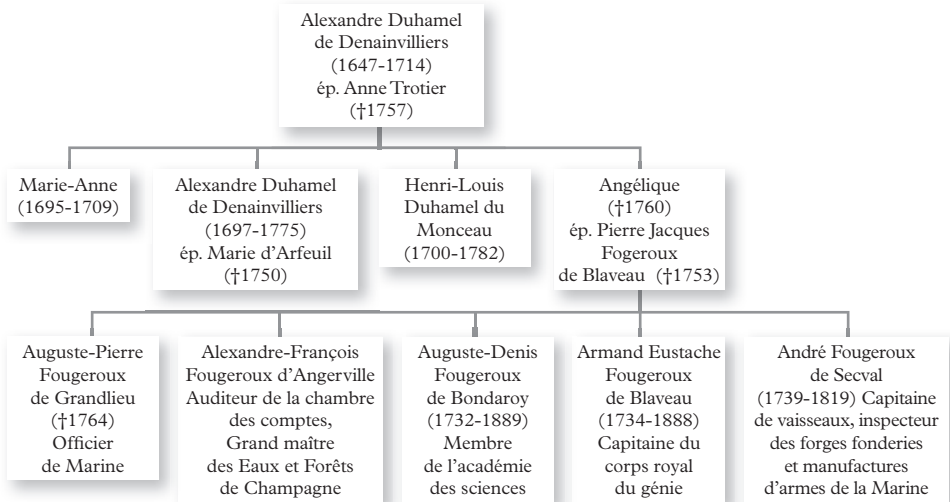 Alexandre Duhamel
de Denainvilliers
(1647-1714)
ép. Anne Trotier
(†1757)
Marie-Anne
(1695-1709)
Alexandre Duhamel
de Denainvilliers
(1697-1775)
ép. Marie d’Arfeuil
(†1750)
Henri-Louis
Duhamel du
Monceau
(1700-1782)
Angélique
(†1760)
ép. Pierre Jacques
Fogeroux
de Blaveau (†1753)
Auguste-Pierre
Fougeroux
de Grandlieu
(†1764)
Officier
de Marine
Alexandre-François
Fougeroux d’Angerville
Auditeur de la chambre
des comptes,
Grand maître
des Eaux et Forêts
de Champagne
Auguste-Denis
Fougeroux
de Bondaroy
(1732-1889)
Membre
de l’académie
des sciences
Armand Eustache
Fougeroux
de Blaveau
(1734-1888)
Capitaine du
corps royal
du génie
André Fougeroux
de Secval
(1739-1819) Capitaine
de vaisseaux, inspecteur
des forges fonderies
et manufactures
d’armes de la Marine